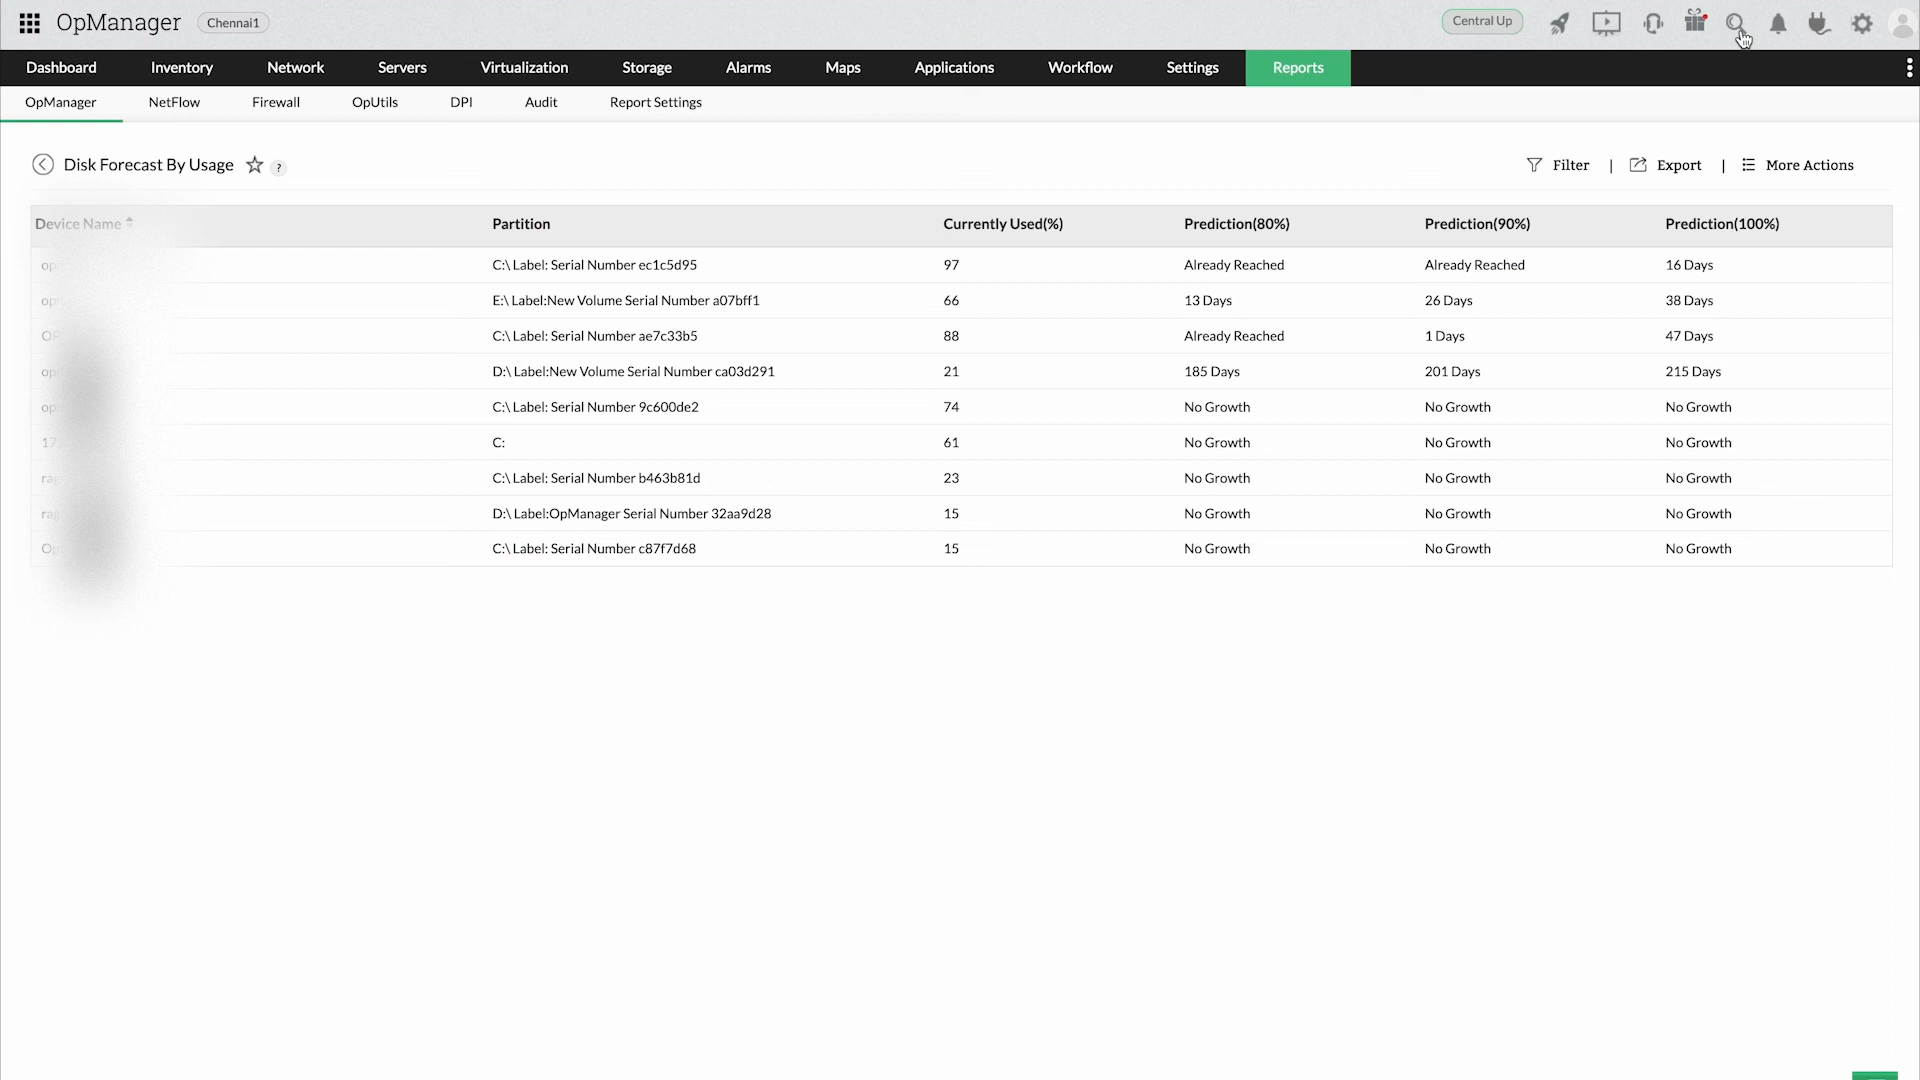 OpManager Chennai1 Central Up
Dashboard Inventory Network Servers Virtualization Storage Alarms Maps Applications Workflow Settings Reports
OpManager NetFlow Firewall OpUtils DPI Audit Report Settings
Disk Forecast By Usage ? Filter | Export | More Actions
Device Name Partition Currently Used(%) Prediction(80%) Prediction(90%) Prediction(100%)
C:\ Label: Serial Number ec1c5d95 97 Already Reached Already Reached 16 Days
E:\ Label:New Volume Serial Number a07bff1 66 13 Days 26 Days 38 Days
C:\ Label: Serial Number ae7c33b5 88 Already Reached 1 Days 47 Days
D:\ Label:New Volume Serial Number ca03d291 21 185 Days 201 Days 215 Days
C:\ Label: Serial Number 9c600de2 74 No Growth No Growth No Growth
C: 61 No Growth No Growth No Growth
C:\ Label: Serial Number b463b81d 23 No Growth No Growth No Growth
D:\ Label:OpManager Serial Number 32aa9d28 15 No Growth No Growth No Growth
C:\ Label: Serial Number c87f7d68 15 No Growth No Growth No Growth